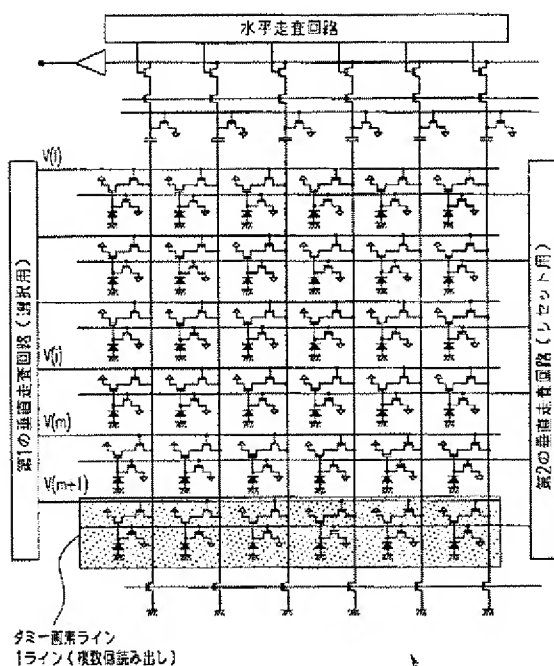 水平走査回路
V(i)
第1の垂直走査回路(選択用)
第2の垂直走査回路(リセット用)
V(j)
V(m)
V(m+1)
ダミー画素ライン
1ライン(複数個読み出し)